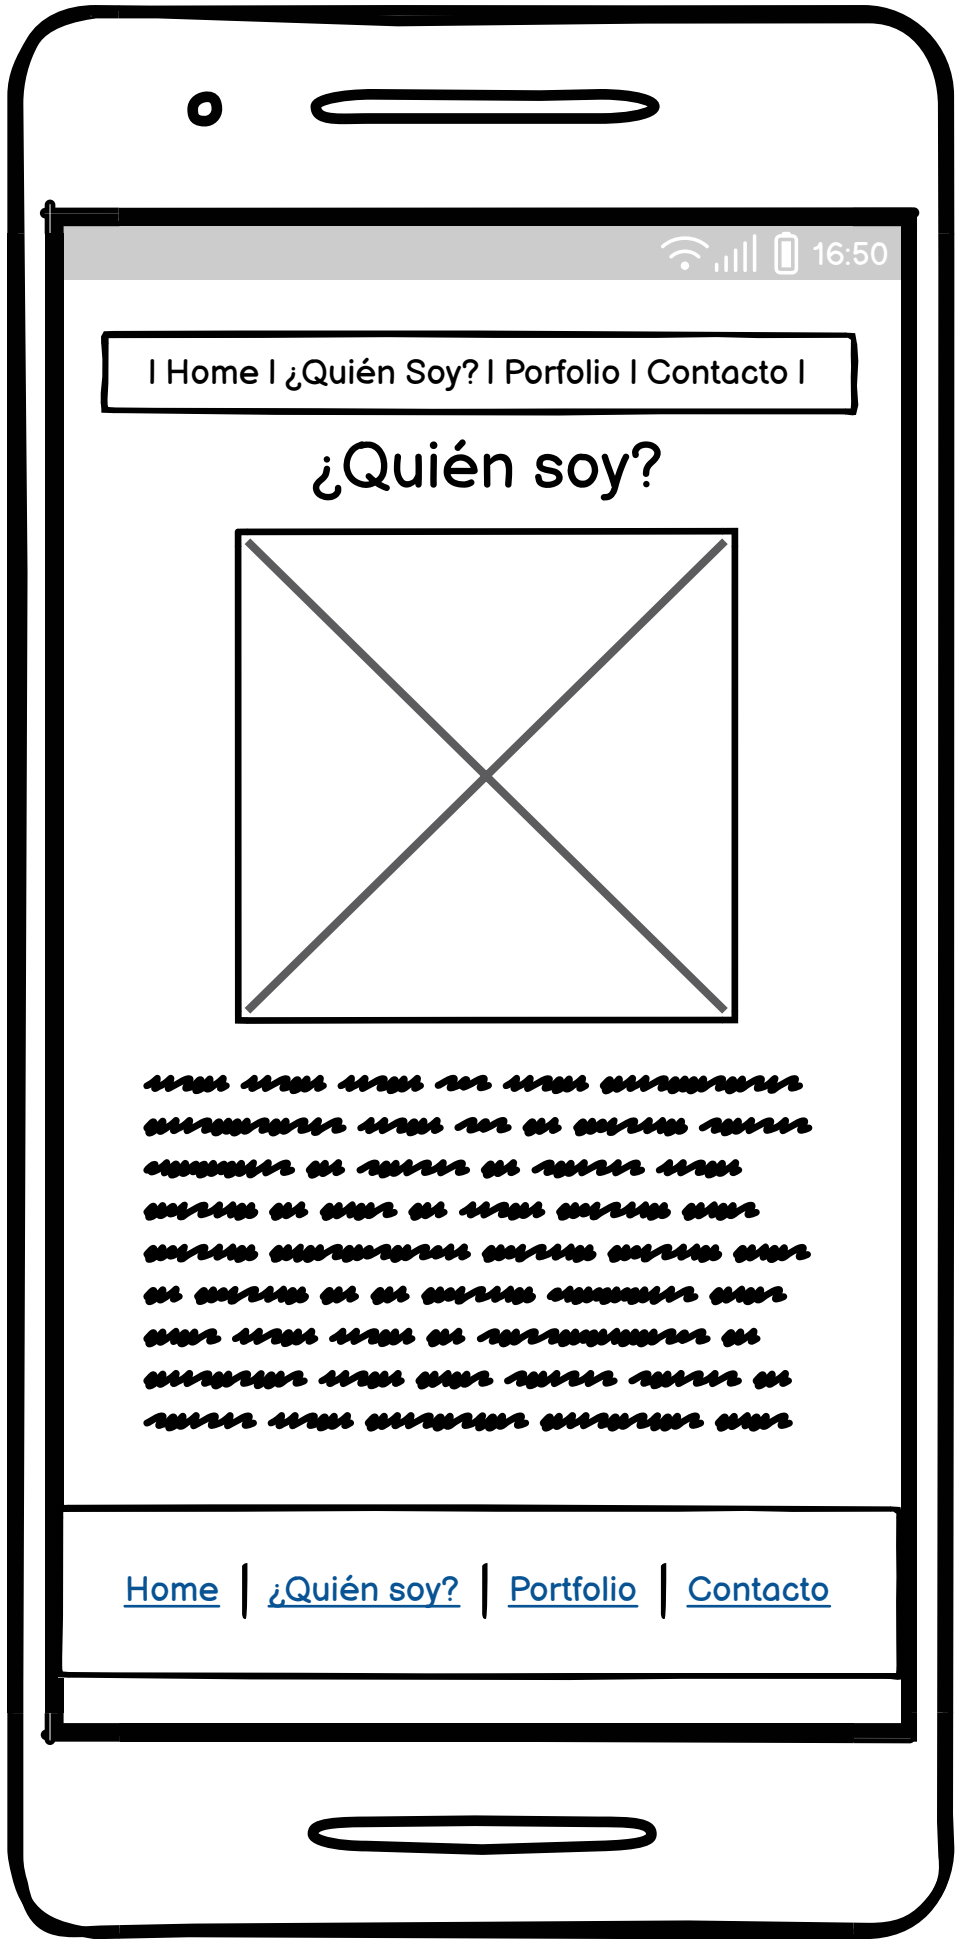 16:50
| Home | ¿Quién Soy? | Porfolio | Contacto |
¿Quién soy?
Home | ¿Quién soy? | Portfolio | Contacto